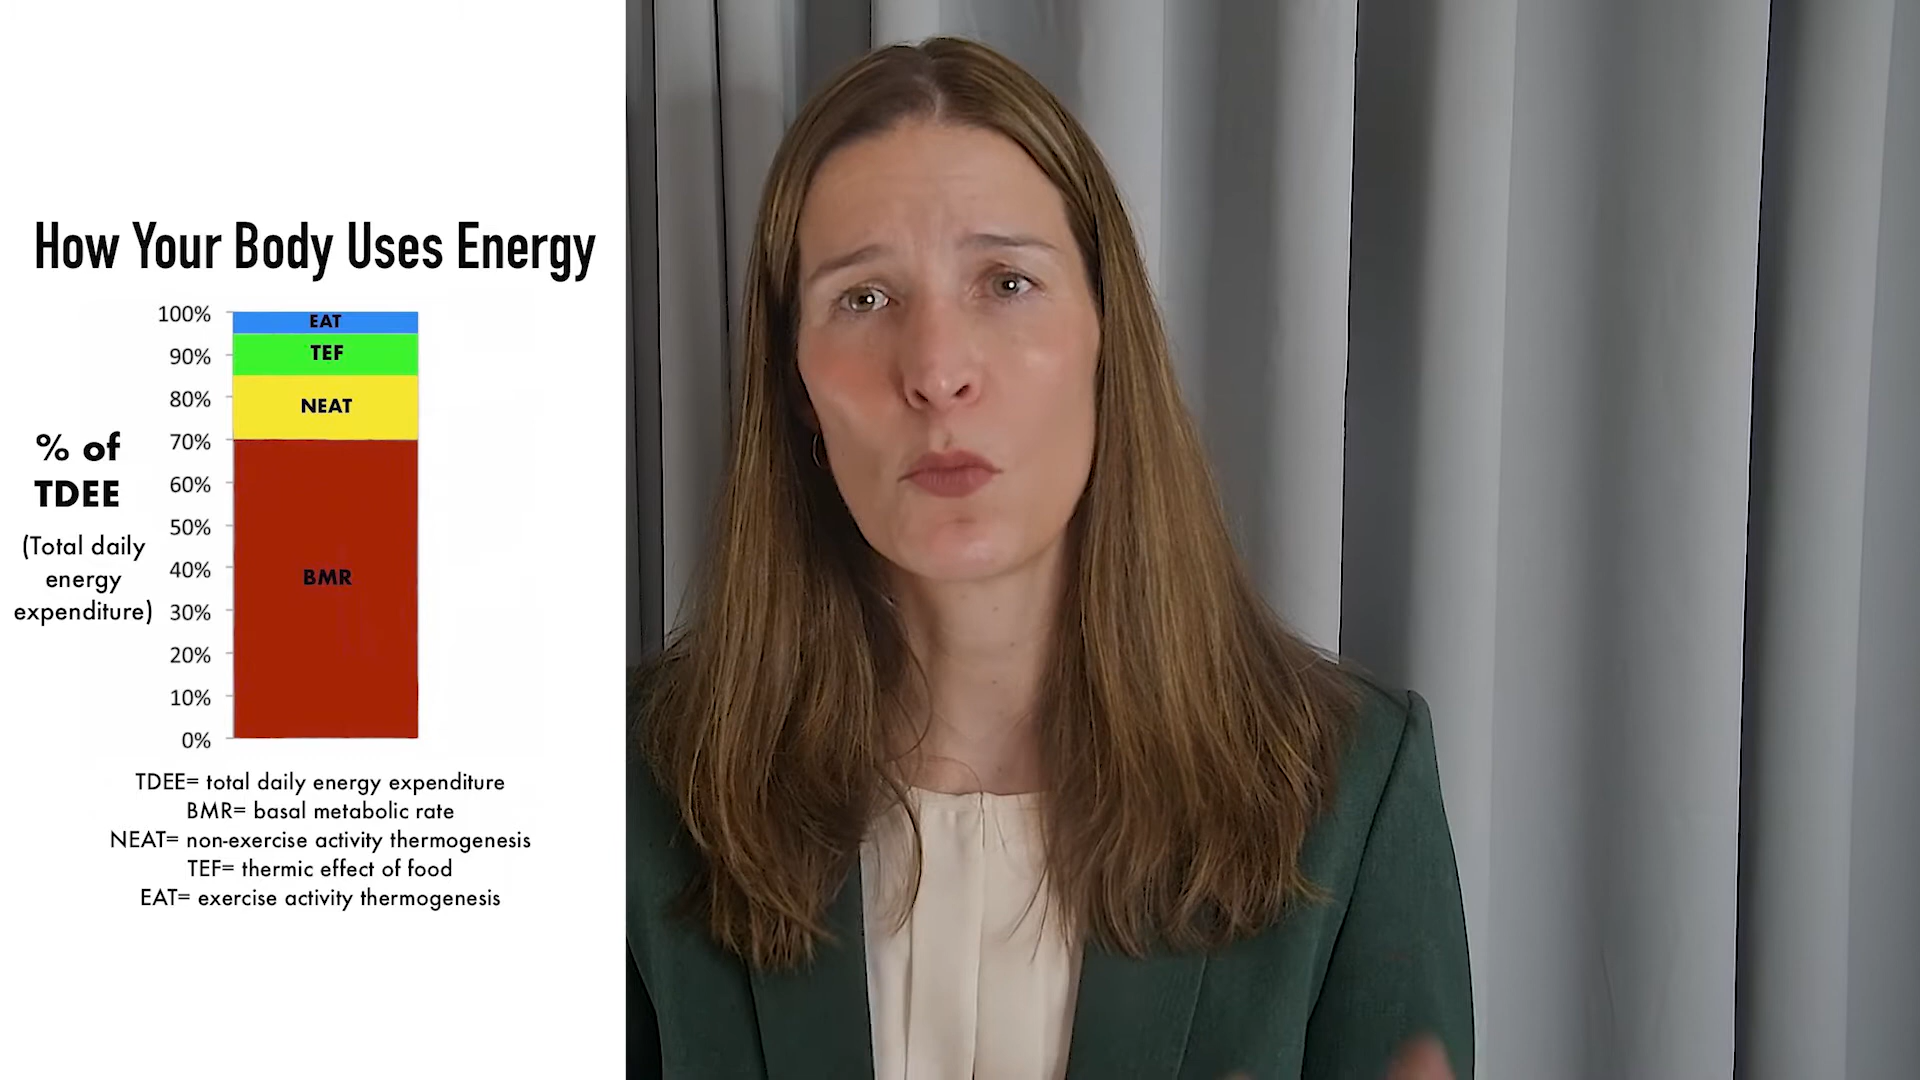 How Your Body Uses Energy
100%
EAT
90%
TEF
80%
NEAT
70%
% of
TDEE
(Total daily
energy
expenditure)
60%
50%
40%
BMR
30%
20%
10%
0%
TDEE= total daily energy expenditure
BMR= basal metabolic rate
NEAT= non-exercise activity thermogenesis
TEF= thermic effect of food
EAT= exercise activity thermogenesis